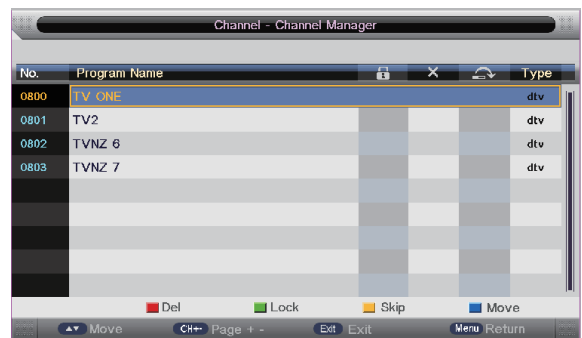 Channel - Channel Manager
No. Program Name Type
0800 TV ONE dtv
0801 TV2 dtv
0802 TVNZ 6 dtv
0803 TVNZ 7 dtv
Del Lock Skip Move
▲▼ Move CH+- Page + - Exit Exit Menu Return